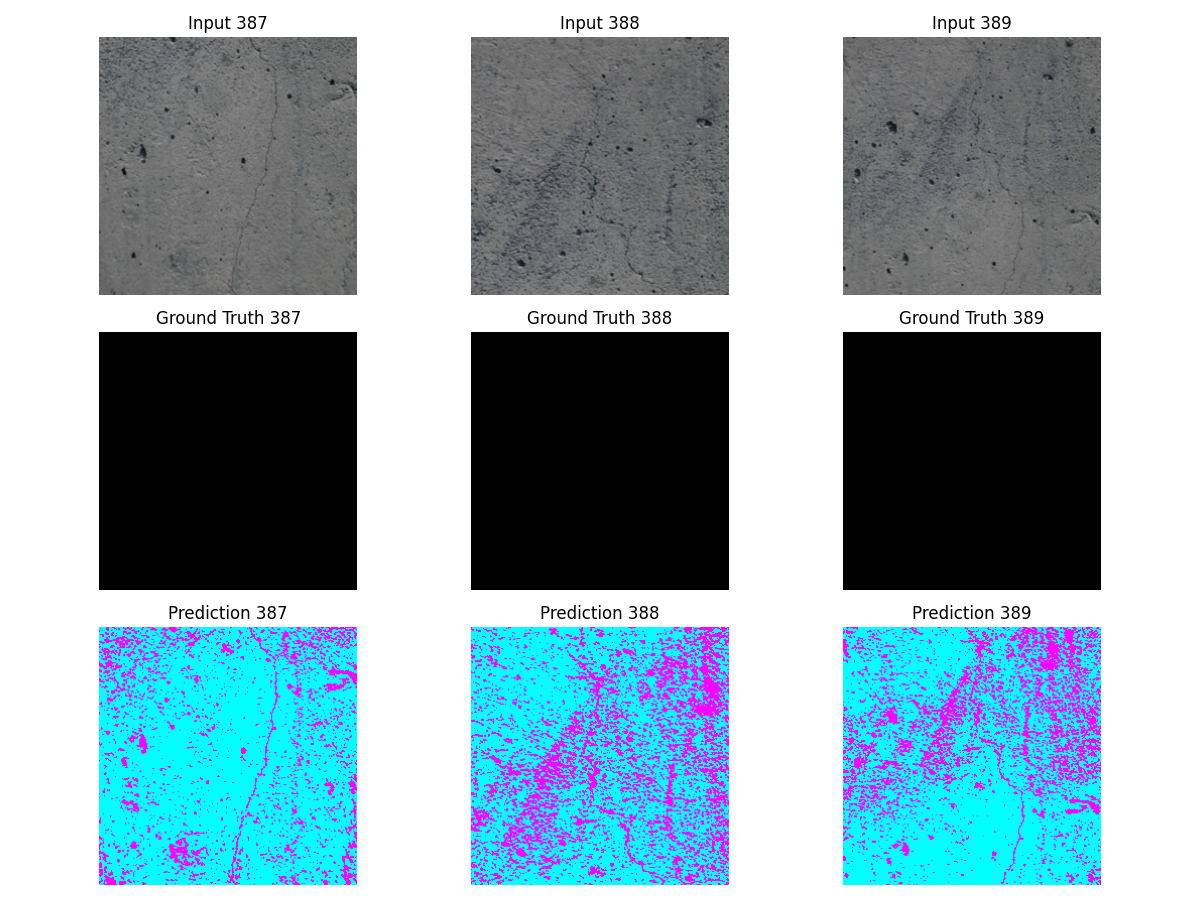 Input 387
Input 388
Input 389
Ground Truth 387
Ground Truth 388
Ground Truth 389
Prediction 387
Prediction 388
Prediction 389